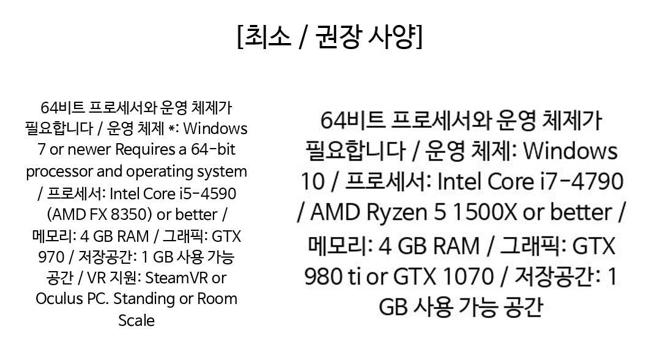 [최소 / 권장 사양]
64비트 프로세서와 운영 체제가
필요합니다 / 운영 체제 *: Windows
7 or newer Requires a 64-bit
processor and operating system
/ 프로세서: Intel Core i5-4590
(AMD FX 8350) or better /
메모리: 4 GB RAM / 그래픽: GTX
970 / 저장공간: 1 GB 사용 가능
공간 / VR 지원: SteamVR or
Oculus PC. Standing or Room
Scale
64비트 프로세서와 운영 체제가
필요합니다 / 운영 체제: Windows
10 / 프로세서: Intel Core i7-4790
/ AMD Ryzen 5 1500X or better /
메모리: 4 GB RAM / 그래픽: GTX
980 ti or GTX 1070 / 저장공간: 1
GB 사용 가능 공간